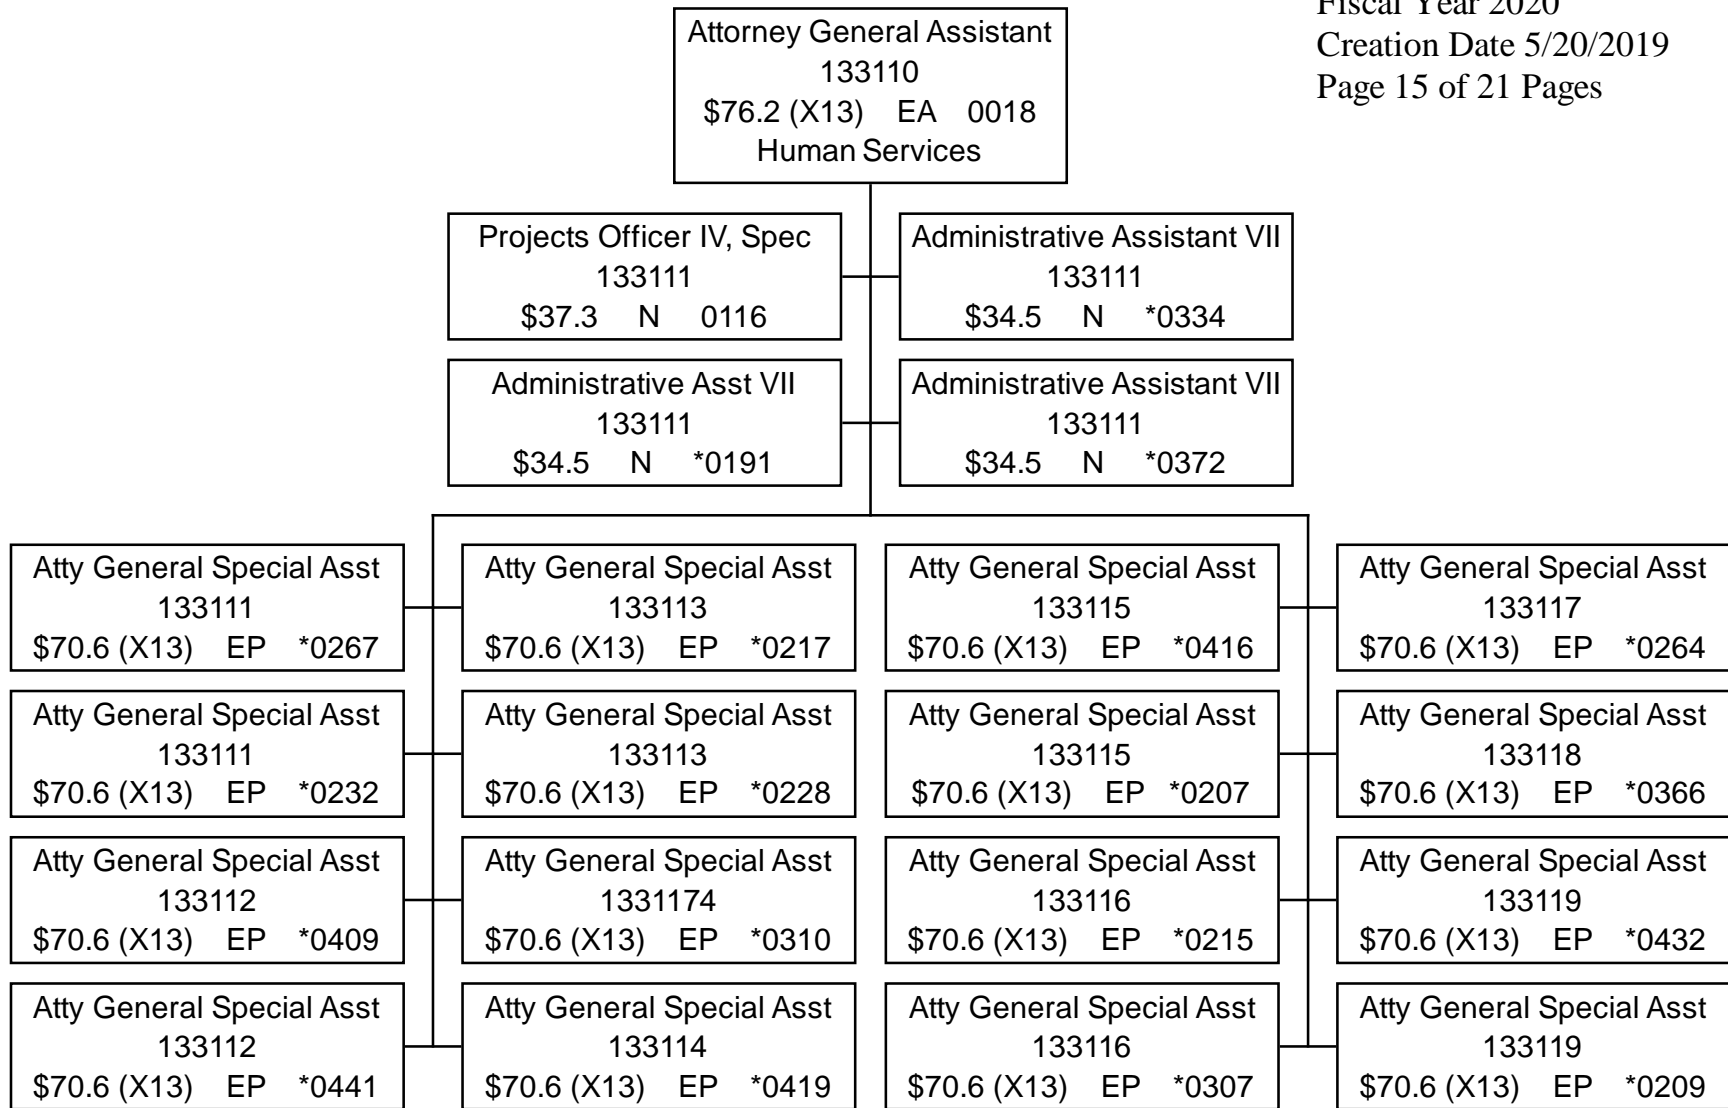 Fiscal Year 2020
Creation Date 5/20/2019
Page 15 of 21 Pages
Attorney General Assistant
133110
$76.2 (X13) EA 0018
Human Services
Projects Officer IV, Spec
133111
$37.3 N 0116
Administrative Assistant VII
133111
$34.5 N *0334
Administrative Asst VII
133111
$34.5 N *0191
Administrative Assistant VII
133111
$34.5 N *0372
Atty General Special Asst
133111
$70.6 (X13) EP *0267
Atty General Special Asst
133113
$70.6 (X13) EP *0217
Atty General Special Asst
133115
$70.6 (X13) EP *0416
Atty General Special Asst
133117
$70.6 (X13) EP *0264
Atty General Special Asst
133111
$70.6 (X13) EP *0232
Atty General Special Asst
133113
$70.6 (X13) EP *0228
Atty General Special Asst
133115
$70.6 (X13) EP *0207
Atty General Special Asst
133118
$70.6 (X13) EP *0366
Atty General Special Asst
133112
$70.6 (X13) EP *0409
Atty General Special Asst
1331174
$70.6 (X13) EP *0310
Atty General Special Asst
133116
$70.6 (X13) EP *0215
Atty General Special Asst
133119
$70.6 (X13) EP *0432
Atty General Special Asst
133112
$70.6 (X13) EP *0441
Atty General Special Asst
133114
$70.6 (X13) EP *0419
Atty General Special Asst
133116
$70.6 (X13) EP *0307
Atty General Special Asst
133119
$70.6 (X13) EP *0209